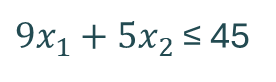 9x₁ + 5x₂ ≤ 45